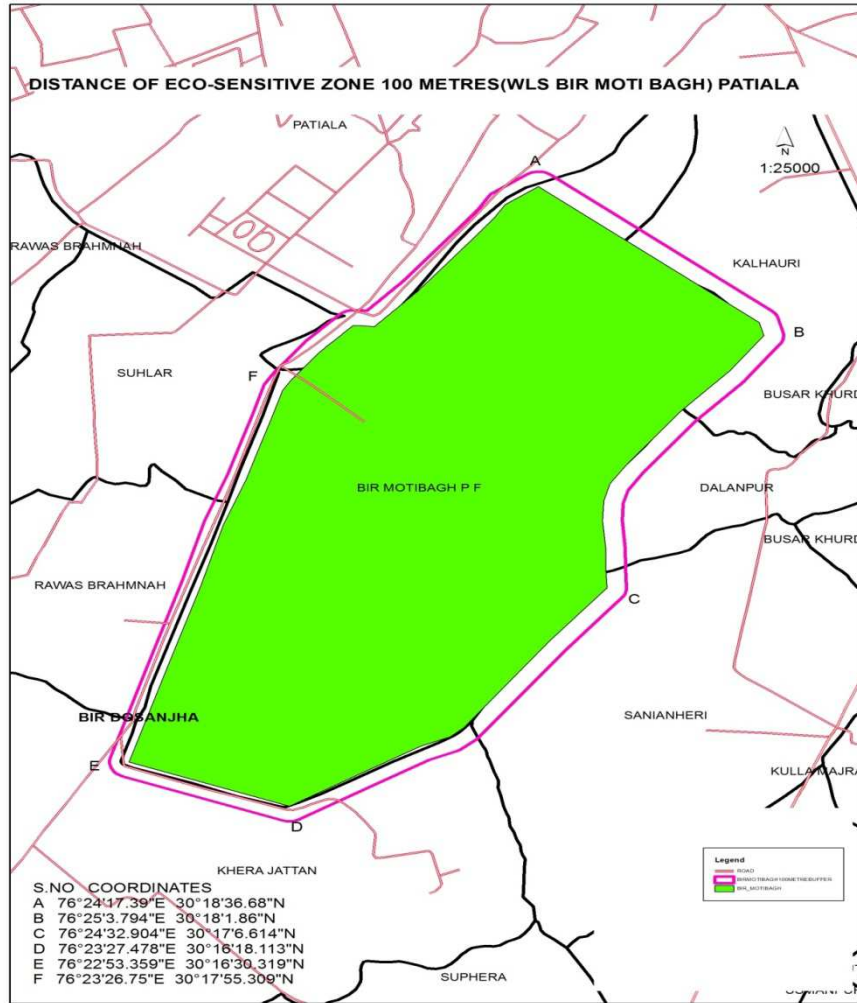 DISTANCE OF ECO-SENSITIVE ZONE 100 METRES(WLS BIR MOTI BAGH) PATIALA
PATIALA
A
N
1:25000
RAWAS BRAHMNAH
KALHAURI
B
SUHLAR
F
BUSAR KHURD
BIR MOTIBAGH P F
DALANPUR
BUSAR KHURD
RAWAS BRAHMNAH
C
BIR DOSANJHA
SANIANHERI
E
KULLA MAJRA
D
KHERA JATTAN
Legend
ROAD
BIRMOTIBAGH100METREBUFFER
BIR_MOTIBAGH
S.NO COORDINATES
A 76°24'17.39"E 30°18'36.68"N
B 76°25'3.794"E 30°18'1.86"N
C 76°24'32.904"E 30°17'6.614"N
D 76°23'27.478"E 30°16'18.113"N
E 76°22'53.359"E 30°16'30.319"N
F 76°23'26.75"E 30°17'55.309"N
SUPHERA